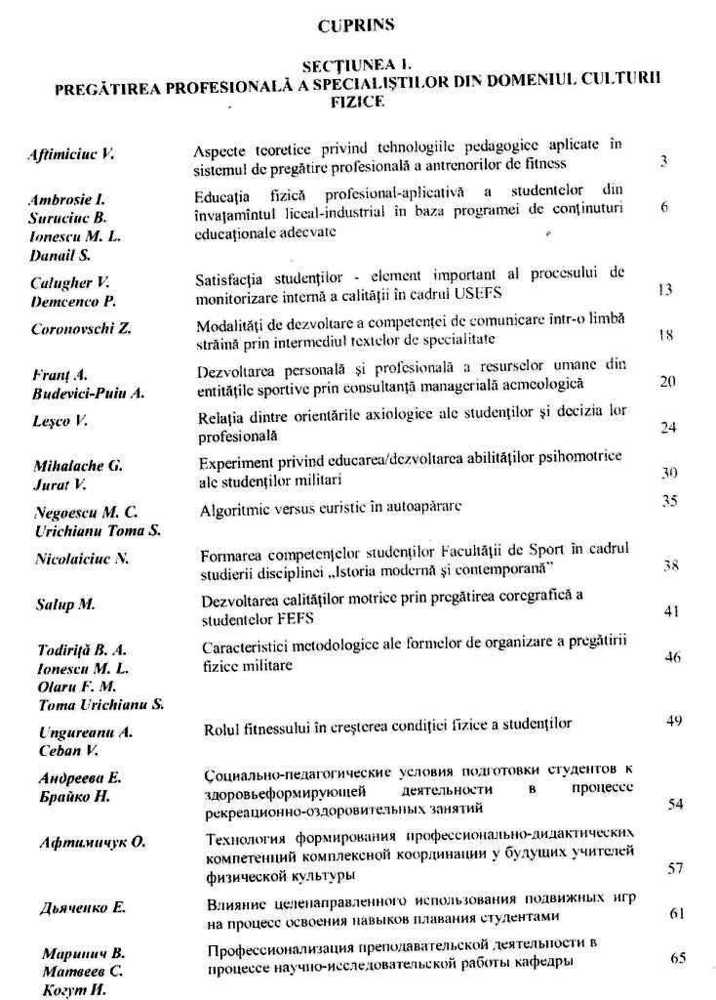 CUPRINS
SECŢIUNEA 1.
PREGĂTIREA PROFESIONALĂ A SPECIALIŞTILOR DIN DOMENIUL CULTURII
FIZICE
Aftimiciuc V.
Aspecte teoretice privind tehnologiile pedagogice aplicate în
sistemul de pregătire profesională a antrenorilor de fitness
3
Ambrosie I.
Suruciuc B.
Ionescu M. L.
Danail S.
Educaţia fizică profesional-aplicativă a studentelor din
învaţamîntul liceal-industrial în baza programei de conţinuturi
educaţionale adecvate
6
Calugher V.
Demcenco P.
Satisfacţia studenţilor - element important al procesului de
monitorizare internă a calităţii în cadrul USEFS
13
Coronovschi Z.
Modalităţi de dezvoltare a competenţei de comunicare într-o limbă
străină prin intermediul textelor de specialitate
18
Franţ A.
Budevici-Puiu A.
Dezvoltarea personală şi profesională a resurselor umane din
entităţile sportive prin consultanţă managerială acmeologică
20
Leşco V.
Relaţia dintre orientările axiologice ale studenţilor şi decizia lor
profesională
24
Mihalache G.
Jurat V.
Experiment privind educarea/dezvoltarea abilităţilor psihomotrice
ale studenţilor militari
30
Negoescu M. C.
Urichianu Toma S.
Algoritmic versus euristic în autoapărare
35
Nicolaiciuc N.
Formarea competenţelor studenţilor Facultăţii de Sport în cadrul
studierii disciplinei „Istoria modernă şi contemporană”
38
Salup M.
Dezvoltarea calităţilor motrice prin pregătirea coregrafică a
studentelor FEFS
41
Todiriţă B. A.
Ionescu M. L.
Olaru F. M.
Toma Urichianu S.
Caracteristici metodologice ale formelor de organizare a pregătirii
fizice militare
46
Ungureanu A.
Ceban V.
Rolul fitnessului în creşterea condiţiei fizice a studenţilor
49
Андреева Е.
Брайко Н.
Социально-педагогические условия подготовки студентов к
здоровьеформирующей деятельности в процессе
рекреационно-оздоровительных занятий
54
Афтимичук О.
Технология формирования профессионально-дидактических
компетенций комплексной координации у будущих учителей
физической культуры
57
Дьяченко Е.
Влияние целенаправленного использования подвижных игр
на процесс освоения навыков плавания студентами
61
Маринич В.
Матвеев С.
Когут И.
Профессионализация преподавательской деятельности в
процессе научно-исследовательской работы кафедры
65